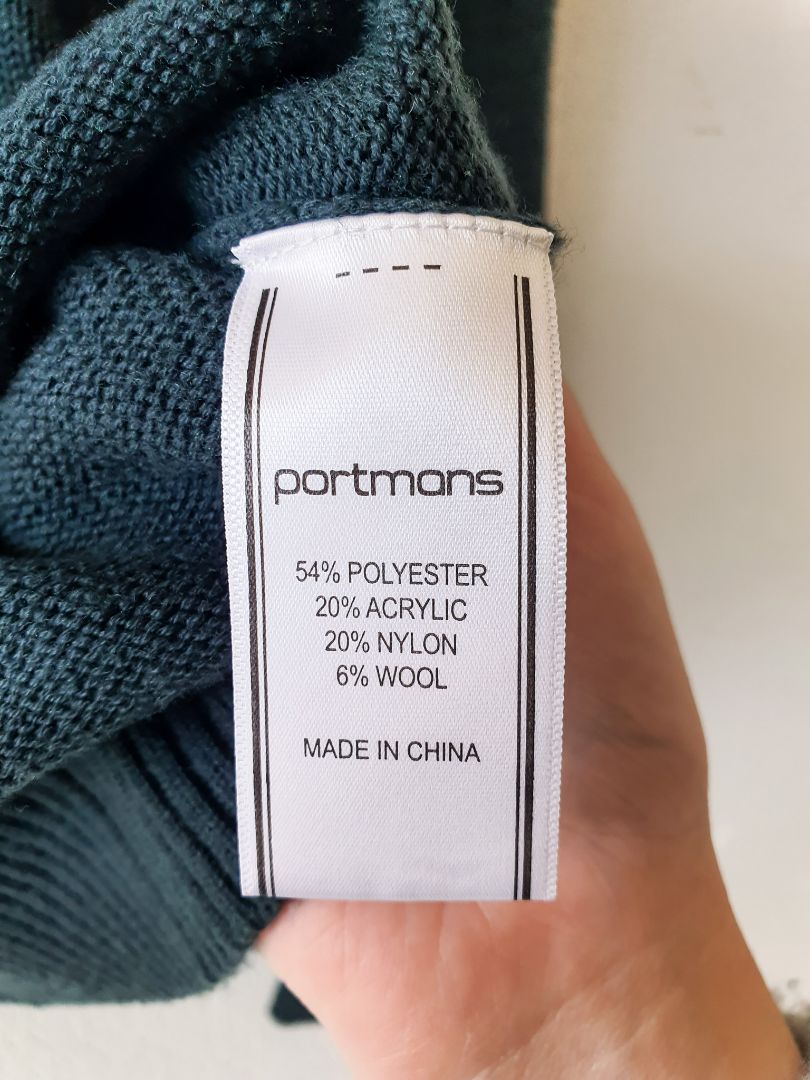 portmans
54% POLYESTER
20% ACRYLIC
20% NYLON
6% WOOL
MADE IN CHINA